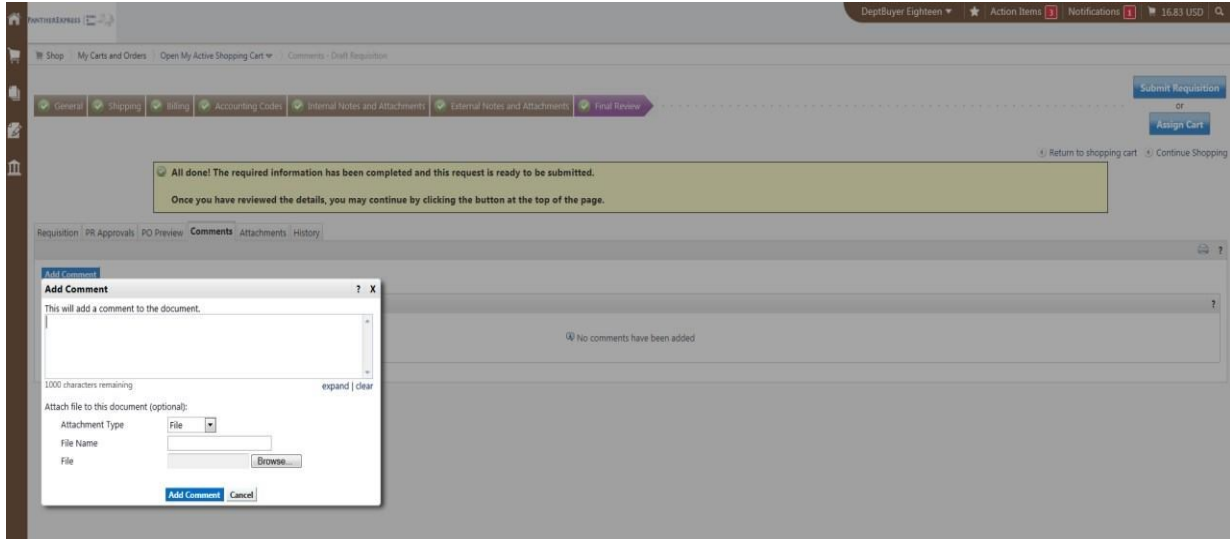 PANTHEREXPRESS
DeptBuyer Eighteen Action Items 3 Notifications 1 16.83 USD
Shop My Carts and Orders Open My Active Shopping Cart Comments - Draft Requisition
Submit Requisition
General Shipping Billing Accounting Codes Internal Notes and Attachments External Notes and Attachments Final Review
or
Assign Cart
Return to shopping cart Continue Shopping
All done! The required information has been completed and this request is ready to be submitted.
Once you have reviewed the details, you may continue by clicking the button at the top of the page.
Requisition PR Approvals PO Preview Comments Attachments History
?
Add Comment
Add Comment ? X
This will add a comment to the document.
?
No comments have been added
1000 characters remaining expand | clear
Attach file to this document (optional):
Attachment Type File
File Name
File Browse...
Add Comment Cancel